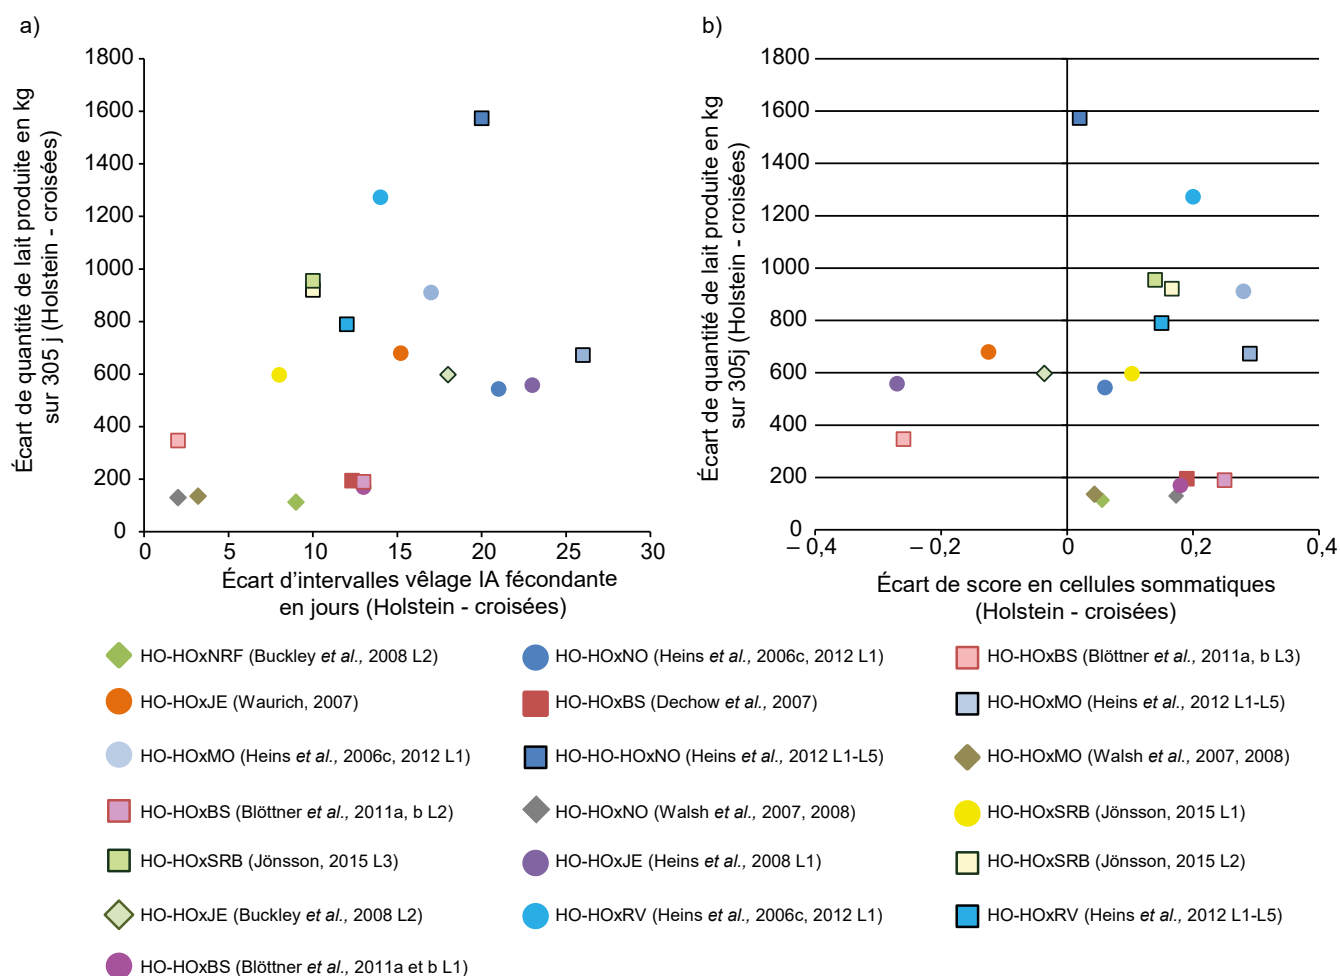 a)
Écart de quantité de lait produite en kg
sur 305 j (Holstein - croisées)
1800
1600
1400
1200
1000
800
600
400
200
0
0 5 10 15 20 25 30
Écart d'intervalles vêlage IA fécondante
en jours (Holstein - croisées)
b)
Écart de quantité de lait produite en kg
sur 305j (Holstein - croisées)
1800
1600
1400
1200
1000
800
600
400
200
0
– 0,4 – 0,2 0 0,2 0,4
Écart de score en cellules sommatiques
(Holstein - croisées)
HO-HOxNRF (Buckley et al., 2008 L2)
HO-HOxNO (Heins et al., 2006c, 2012 L1)
HO-HOxBS (Blöttner et al., 2011a, b L3)
HO-HOxJE (Waurich, 2007)
HO-HOxBS (Dechow et al., 2007)
HO-HOxMO (Heins et al., 2012 L1-L5)
HO-HOxMO (Heins et al., 2006c, 2012 L1)
HO-HO-HOxNO (Heins et al., 2012 L1-L5)
HO-HOxMO (Walsh et al., 2007, 2008)
HO-HOxBS (Blöttner et al., 2011a, b L2)
HO-HOxNO (Walsh et al., 2007, 2008)
HO-HOxSRB (Jönsson, 2015 L1)
HO-HOxSRB (Jönsson, 2015 L3)
HO-HOxJE (Heins et al., 2008 L1)
HO-HOxSRB (Jönsson, 2015 L2)
HO-HOxJE (Buckley et al., 2008 L2)
HO-HOxRV (Heins et al., 2006c, 2012 L1)
HO-HOxRV (Heins et al., 2012 L1-L5)
HO-HOxBS (Blöttner et al., 2011a et b L1)